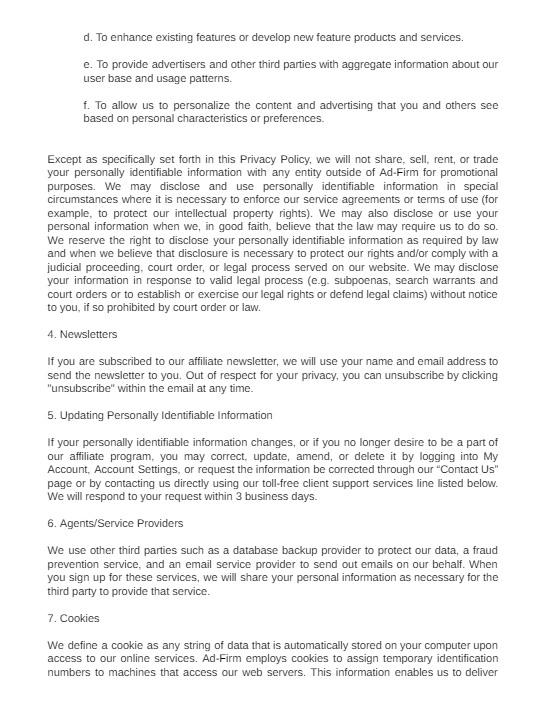 d. To enhance existing features or develop new feature products and services.
e. To provide advertisers and other third parties with aggregate information about our
user base and usage patterns.
f. To allow us to personalize the content and advertising that you and others see
based on personal characteristics or preferences.
Except as specifically set forth in this Privacy Policy, we will not share, sell, rent, or trade
your personally identifiable information with any entity outside of Ad-Firm for promotional
purposes. We may disclose and use personally identifiable information in special
circumstances where it is necessary to enforce our service agreements or terms of use (for
example, to protect our intellectual property rights). We may also disclose or use your
personal information when we, in good faith, believe that the law may require us to do so.
We reserve the right to disclose your personally identifiable information as required by law
and when we believe that disclosure is necessary to protect our rights and/or comply with a
judicial proceeding, court order, or legal process served on our website. We may disclose
your information in response to valid legal process (e.g. subpoenas, search warrants and
court orders or to establish or exercise our legal rights or defend legal claims) without notice
to you, if so prohibited by court order or law.
4. Newsletters
If you are subscribed to our affiliate newsletter, we will use your name and email address to
send the newsletter to you. Out of respect for your privacy, you can unsubscribe by clicking
"unsubscribe" within the email at any time.
5. Updating Personally Identifiable Information
If your personally identifiable information changes, or if you no longer desire to be a part of
our affiliate program, you may correct, update, amend, or delete it by logging into My
Account, Account Settings, or request the information be corrected through our “Contact Us”
page or by contacting us directly using our toll-free client support services line listed below.
We will respond to your request within 3 business days.
6. Agents/Service Providers
We use other third parties such as a database backup provider to protect our data, a fraud
prevention service, and an email service provider to send out emails on our behalf. When
you sign up for these services, we will share your personal information as necessary for the
third party to provide that service.
7. Cookies
We define a cookie as any string of data that is automatically stored on your computer upon
access to our online services. Ad-Firm employs cookies to assign temporary identification
numbers to machines that access our web servers. This information enables us to deliver